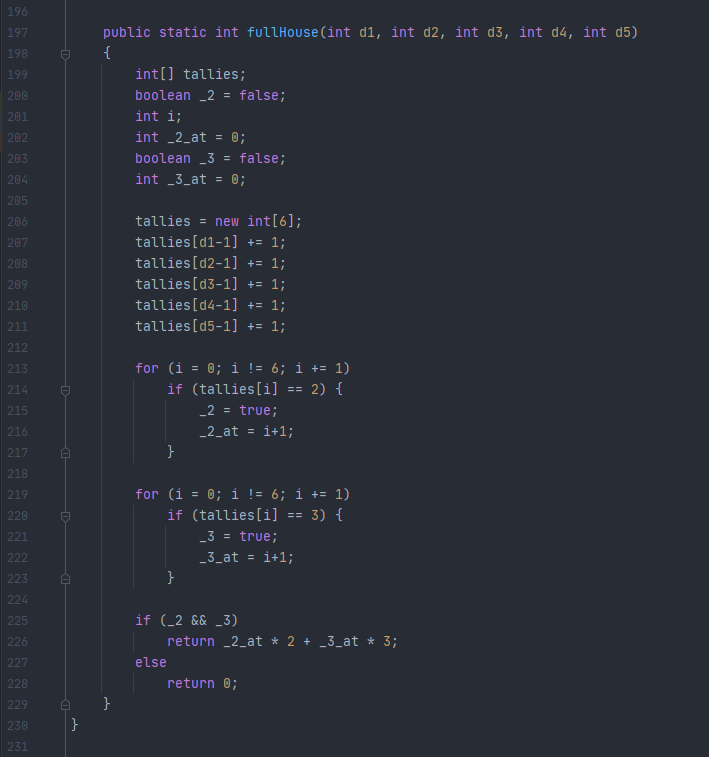 196
197 public static int fullHouse(int d1, int d2, int d3, int d4, int d5)
198 {
199 int[] tallies;
200 boolean _2 = false;
201 int i;
202 int _2_at = 0;
203 boolean _3 = false;
204 int _3_at = 0;
205
206 tallies = new int[6];
207 tallies[d1-1] += 1;
208 tallies[d2-1] += 1;
209 tallies[d3-1] += 1;
210 tallies[d4-1] += 1;
211 tallies[d5-1] += 1;
212
213 for (i = 0; i != 6; i += 1)
214 if (tallies[i] == 2) {
215 _2 = true;
216 _2_at = i+1;
217 }
218
219 for (i = 0; i != 6; i += 1)
220 if (tallies[i] == 3) {
221 _3 = true;
222 _3_at = i+1;
223 }
224
225 if (_2 && _3)
226 return _2_at * 2 + _3_at * 3;
227 else
228 return 0;
229 }
230 }
231